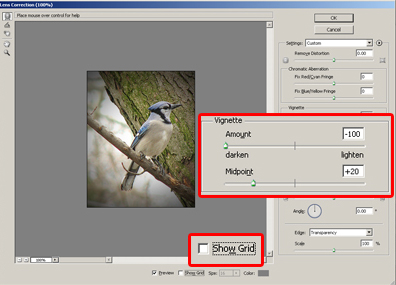 Lens Correction (100%)
Place mouse over control for help
OK
Cancel
Settings: Custom
Remove Distortion 0.00
Chromatic Aberration
Fix Red/Cyan Fringe 0
Fix Blue/Yellow Fringe 0
Vignette
Vignette
Amount -100
darken lighten
Midpoint +20
Angle: 0.00 °
Edge: Transparency
Scale 100 %
Show Grid
100%
Preview Show Grid Size: Color: